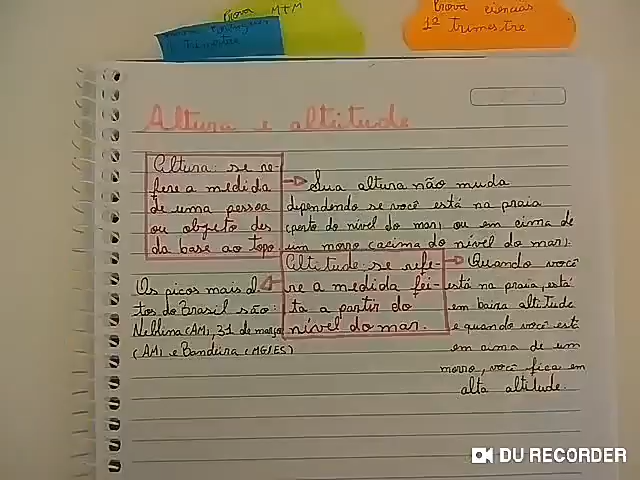 Prova MTM
Prova ciencias
1º trimestre
trimestre
Altura e altitude
Altura: se re-
fere a medida
de uma pessoa
ou objeto des
da base ao topo.
Sua altura não muda
dependendo se você está na praia
(perto do nível do mar) ou em cima de
um morro (acima do nível do mar).
Altitude: se refe-
re a medida fei-
ta a partir do
nível do mar.
Os picos mais al
tos do Brasil são:
Neblina (AM), 31 de março
(AM) e Bandeira (MG/ES)
Quando você
está na praia, está
em baixa altitude
e quando você está
em cima de um
morro, você fica em
alta altitude.
DU RECORDER